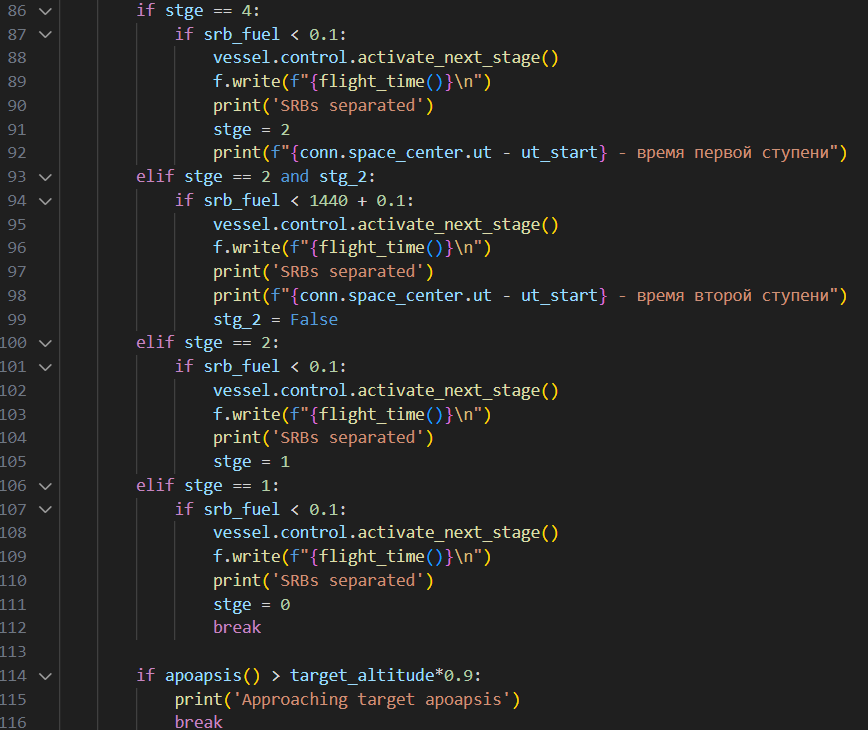 86 if stge == 4:
87 if srb_fuel < 0.1:
88 vessel.control.activate_next_stage()
89 f.write(f"{flight_time()}\n")
90 print('SRBs separated')
91 stge = 2
92 print(f"{conn.space_center.ut - ut_start} - время первой ступени")
93 elif stge == 2 and stg_2:
94 if srb_fuel < 1440 + 0.1:
95 vessel.control.activate_next_stage()
96 f.write(f"{flight_time()}\n")
97 print('SRBs separated')
98 print(f"{conn.space_center.ut - ut_start} - время второй ступени")
99 stg_2 = False
100 elif stge == 2:
101 if srb_fuel < 0.1:
102 vessel.control.activate_next_stage()
103 f.write(f"{flight_time()}\n")
104 print('SRBs separated')
105 stge = 1
106 elif stge == 1:
107 if srb_fuel < 0.1:
108 vessel.control.activate_next_stage()
109 f.write(f"{flight_time()}\n")
110 print('SRBs separated')
111 stge = 0
112 break
113
114 if apoapsis() > target_altitude*0.9:
115 print('Approaching target apoapsis')
116 break